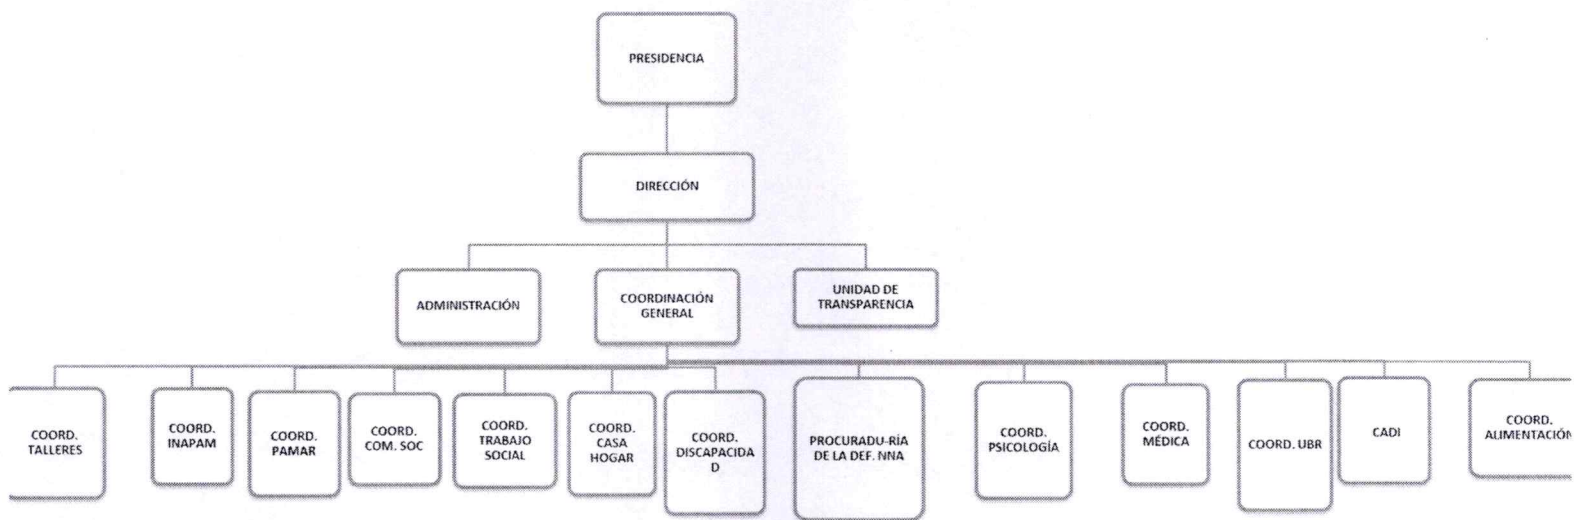 PRESIDENCIA
DIRECCIÓN
ADMINISTRACIÓN
COORDINACIÓN
GENERAL
UNIDAD DE
TRANSPARENCIA
COORD.
TALLERES
COORD.
INAPAM
COORD.
PAMAR
COORD.
COM. SOC
COORD.
TRABAJO
SOCIAL
COORD.
CASA
HOGAR
COORD.
DISCAPACIDA
D
PROCURADU-RÍA
DE LA DEF. NNA
COORD.
PSICOLOGÍA
COORD.
MÉDICA
COORD. UBR
CADI
COORD.
ALIMENTACIÓN